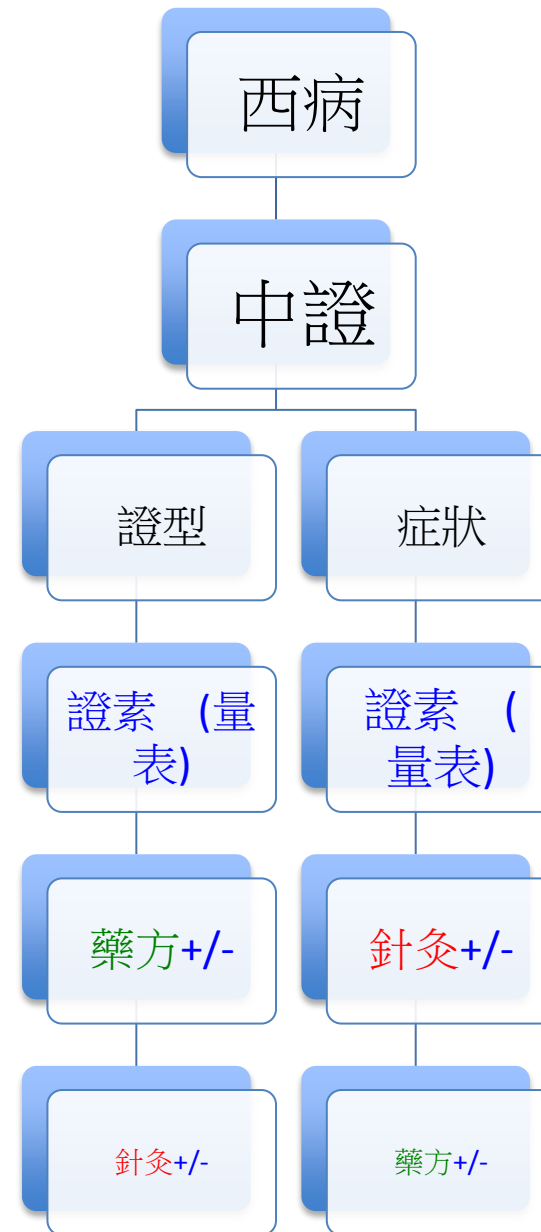 西病
中證
證型
症狀
證素 (量
表)
證素 (
量表)
藥方+/-
針灸+/-
針灸+/-
藥方+/-